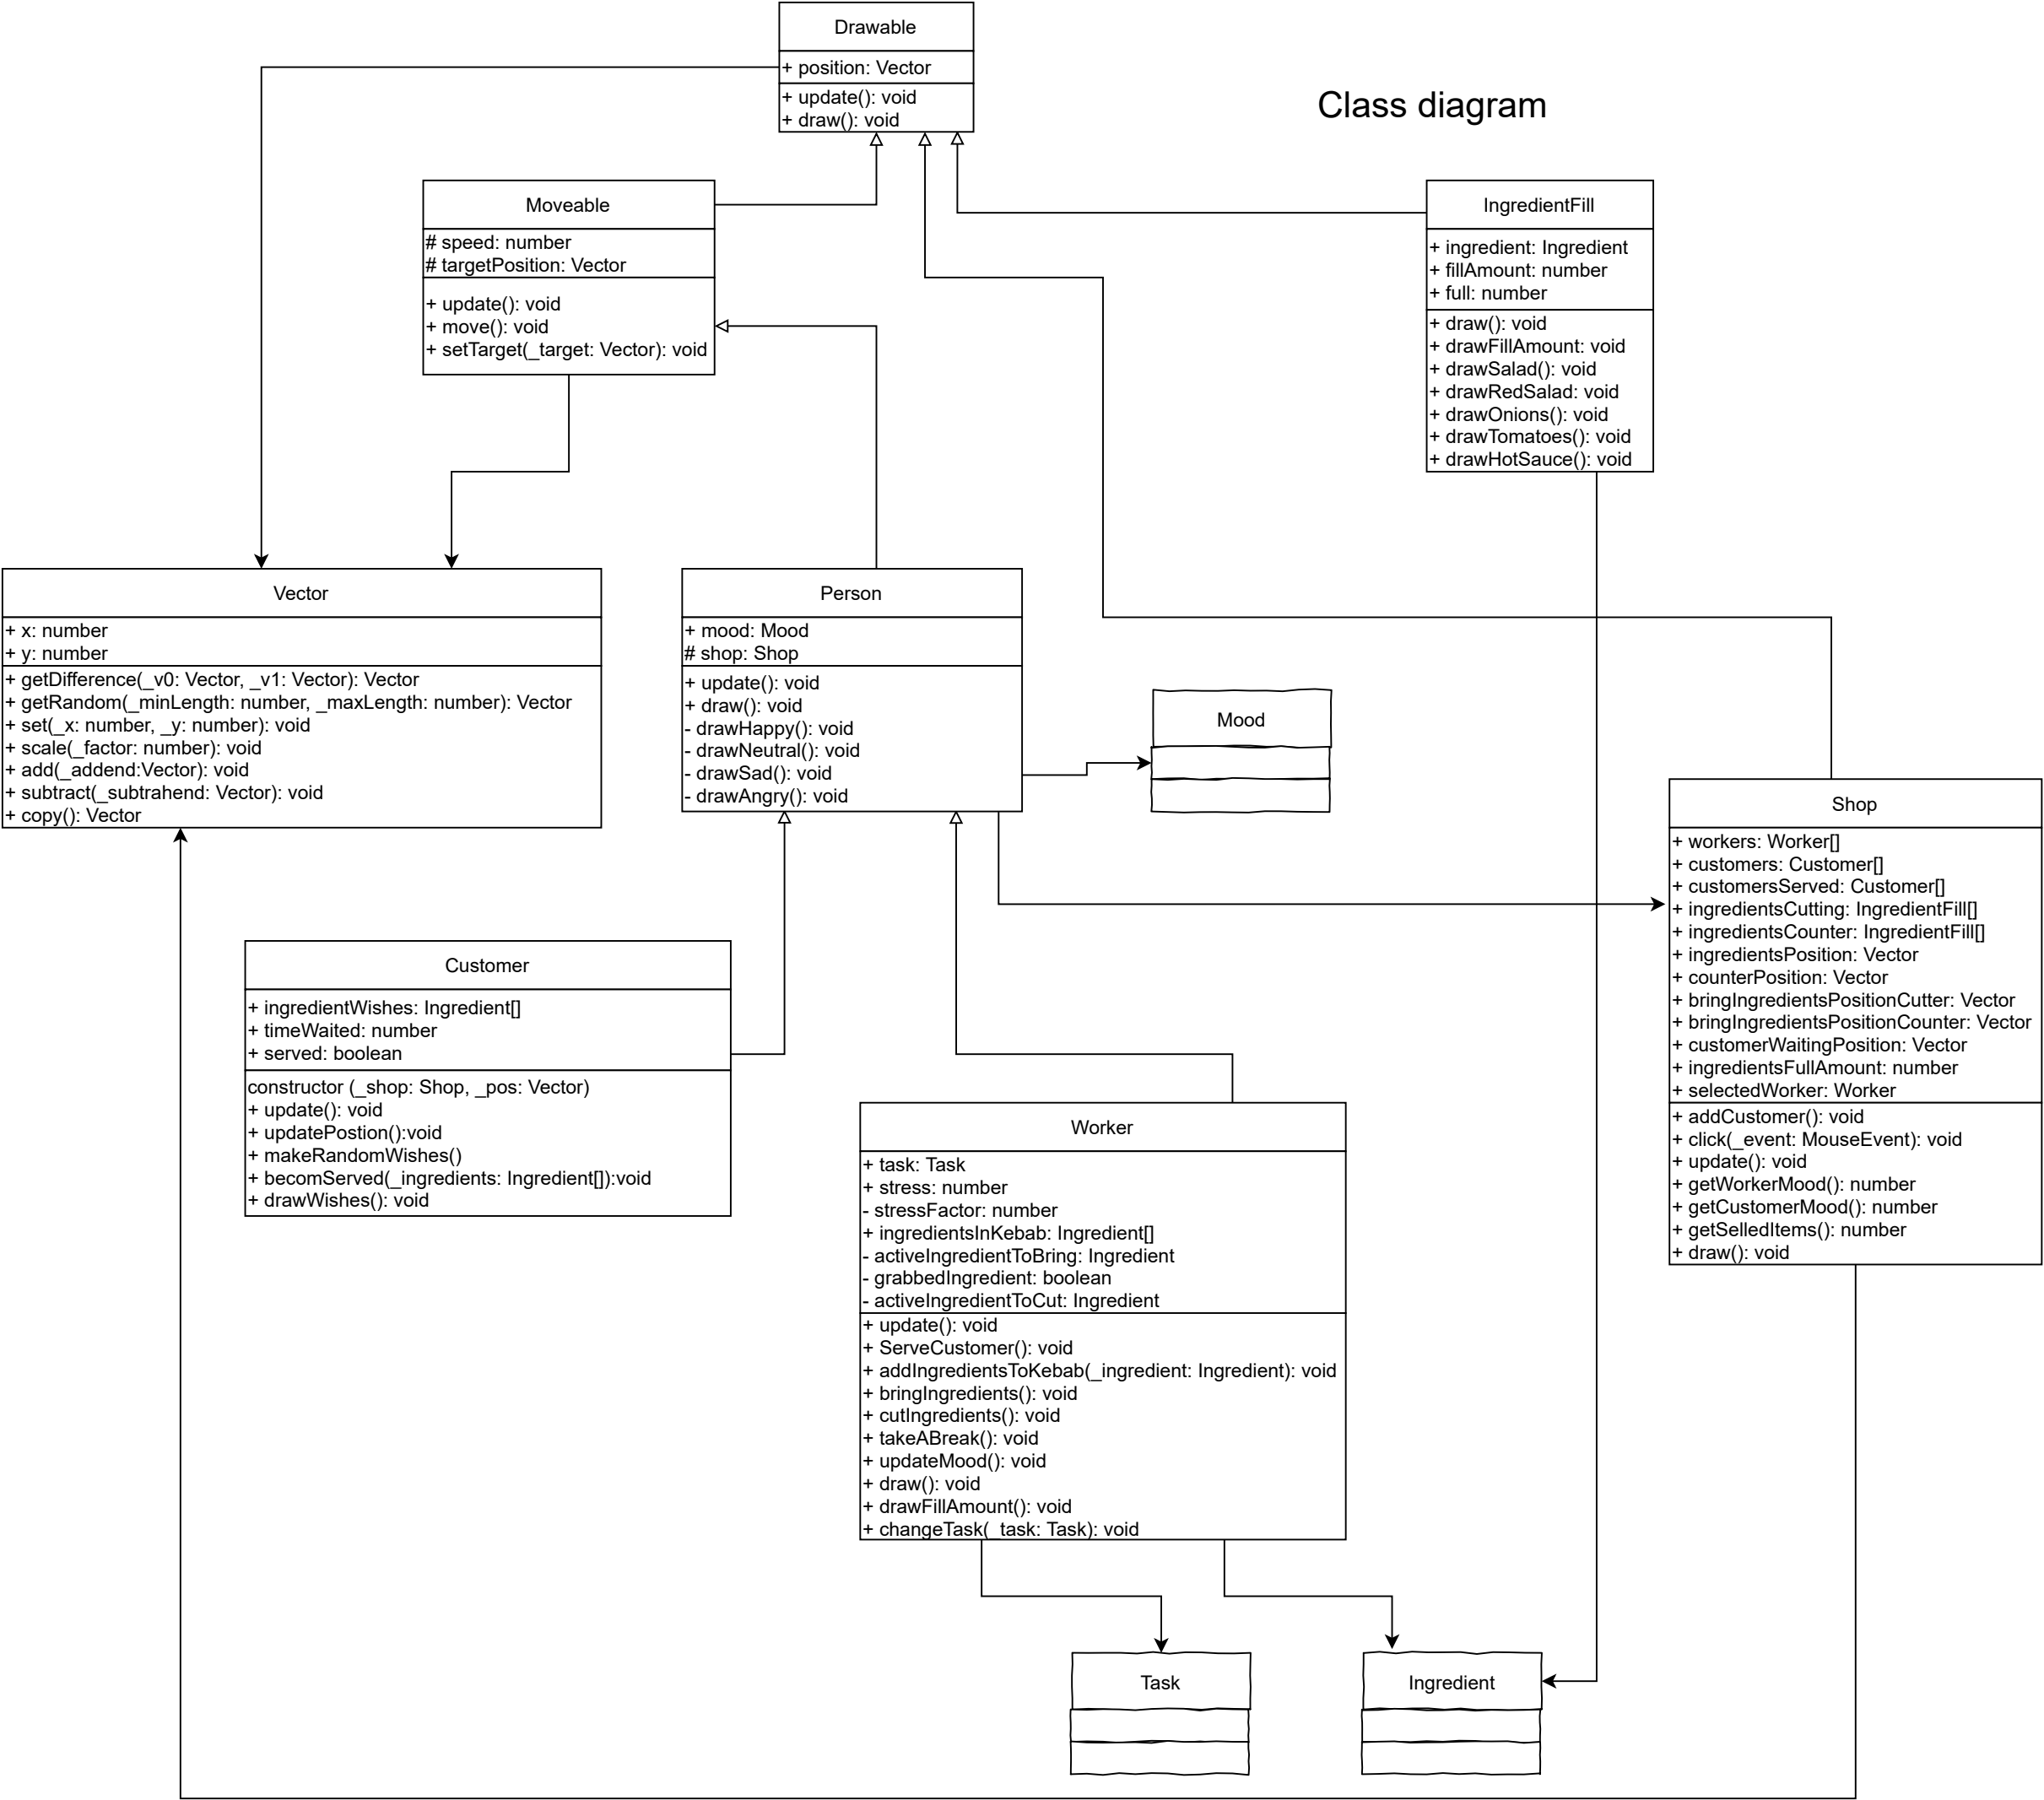 Drawable
+ position: Vector
+ update(): void
+ draw(): void
Class diagram
Moveable
# speed: number
# targetPosition: Vector
+ update(): void
+ move(): void
+ setTarget(_target: Vector): void
IngredientFill
+ ingredient: Ingredient
+ fillAmount: number
+ full: number
+ draw(): void
+ drawFillAmount: void
+ drawSalad(): void
+ drawRedSalad: void
+ drawOnions(): void
+ drawTomatoes(): void
+ drawHotSauce(): void
Vector
+ x: number
+ y: number
+ getDifference(_v0: Vector, _v1: Vector): Vector
+ getRandom(_minLength: number, _maxLength: number): Vector
+ set(_x: number, _y: number): void
+ scale(_factor: number): void
+ add(_addend:Vector): void
+ subtract(_subtrahend: Vector): void
+ copy(): Vector
Person
+ mood: Mood
# shop: Shop
+ update(): void
+ draw(): void
- drawHappy(): void
- drawNeutral(): void
- drawSad(): void
- drawAngry(): void
Mood
Shop
+ workers: Worker[]
+ customers: Customer[]
+ customersServed: Customer[]
+ ingredientsCutting: IngredientFill[]
+ ingredientsCounter: IngredientFill[]
+ ingredientsPosition: Vector
+ counterPosition: Vector
+ bringIngredientsPositionCutter: Vector
+ bringIngredientsPositionCounter: Vector
+ customerWaitingPosition: Vector
+ ingredientsFullAmount: number
+ selectedWorker: Worker
+ addCustomer(): void
+ click(_event: MouseEvent): void
+ update(): void
+ getWorkerMood(): number
+ getCustomerMood(): number
+ getSelledItems(): number
+ draw(): void
Customer
+ ingredientWishes: Ingredient[]
+ timeWaited: number
+ served: boolean
constructor (_shop: Shop, _pos: Vector)
+ update(): void
+ updatePostion():void
+ makeRandomWishes()
+ becomServed(_ingredients: Ingredient[]):void
+ drawWishes(): void
Worker
+ task: Task
+ stress: number
- stressFactor: number
+ ingredientsInKebab: Ingredient[]
- activeIngredientToBring: Ingredient
- grabbedIngredient: boolean
- activeIngredientToCut: Ingredient
+ update(): void
+ ServeCustomer(): void
+ addIngredientsToKebab(_ingredient: Ingredient): void
+ bringIngredients(): void
+ cutIngredients(): void
+ takeABreak(): void
+ updateMood(): void
+ draw(): void
+ drawFillAmount(): void
+ changeTask(_task: Task): void
Task
Ingredient